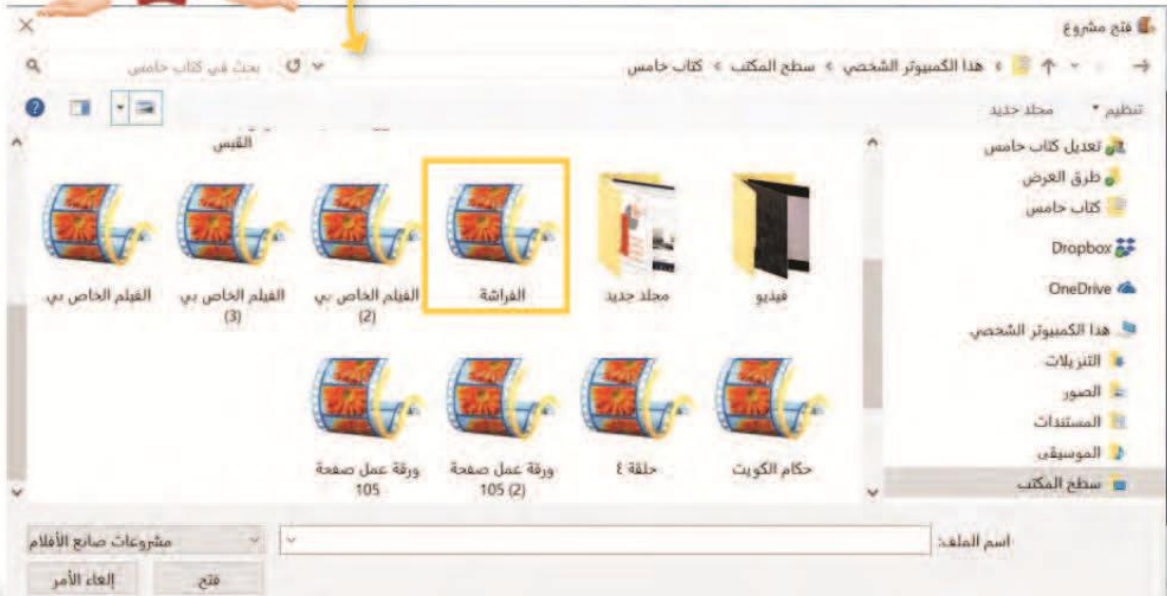 فتح مشروع
هذا الكمبيوتر الشخصي > سطح المكتب > كتاب خامس
بحث في كتاب خامس
تنظيم
مجلد جديد
تعديل كتاب خامس
طرق العرض
كتاب خامس
Dropbox
OneDrive
هذا الكمبيوتر الشخصي
التنزيلات
الصور
المستندات
الموسيقى
سطح المكتب
القبس
فيديو
مجلد جديد
الفراشة
الفيلم الخاص بي
(2)
الفيلم الخاص بي
(3)
الفيلم الخاص بي
حكام الكويت
حلقة ٤
ورقة عمل صفحة
105 (2)
ورقة عمل صفحة
105
اسم الملف:
مشروعات صانع الأفلام
فتح
إلغاء الأمر